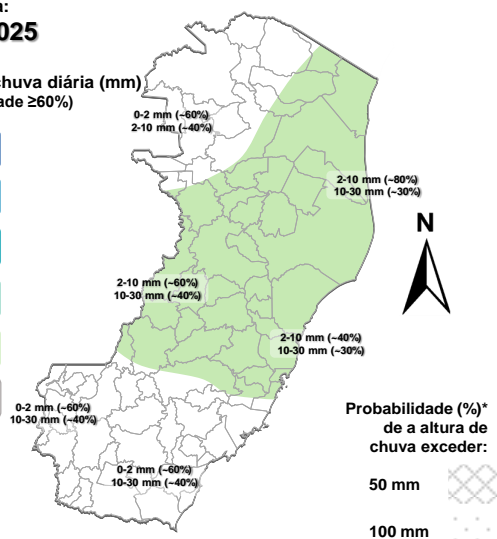 a:
025
chuva diária (mm)
ade ≥60%)
0-2 mm (~60%)
2-10 mm (~40%)
2-10 mm (~80%)
10-30 mm (~30%)
N
2-10 mm (~60%)
10-30 mm (~40%)
2-10 mm (~40%)
10-30 mm (~30%)
0-2 mm (~60%)
10-30 mm (~40%)
0-2 mm (~60%)
10-30 mm (~40%)
Probabilidade (%)*
de a altura de
chuva exceder:
50 mm
100 mm